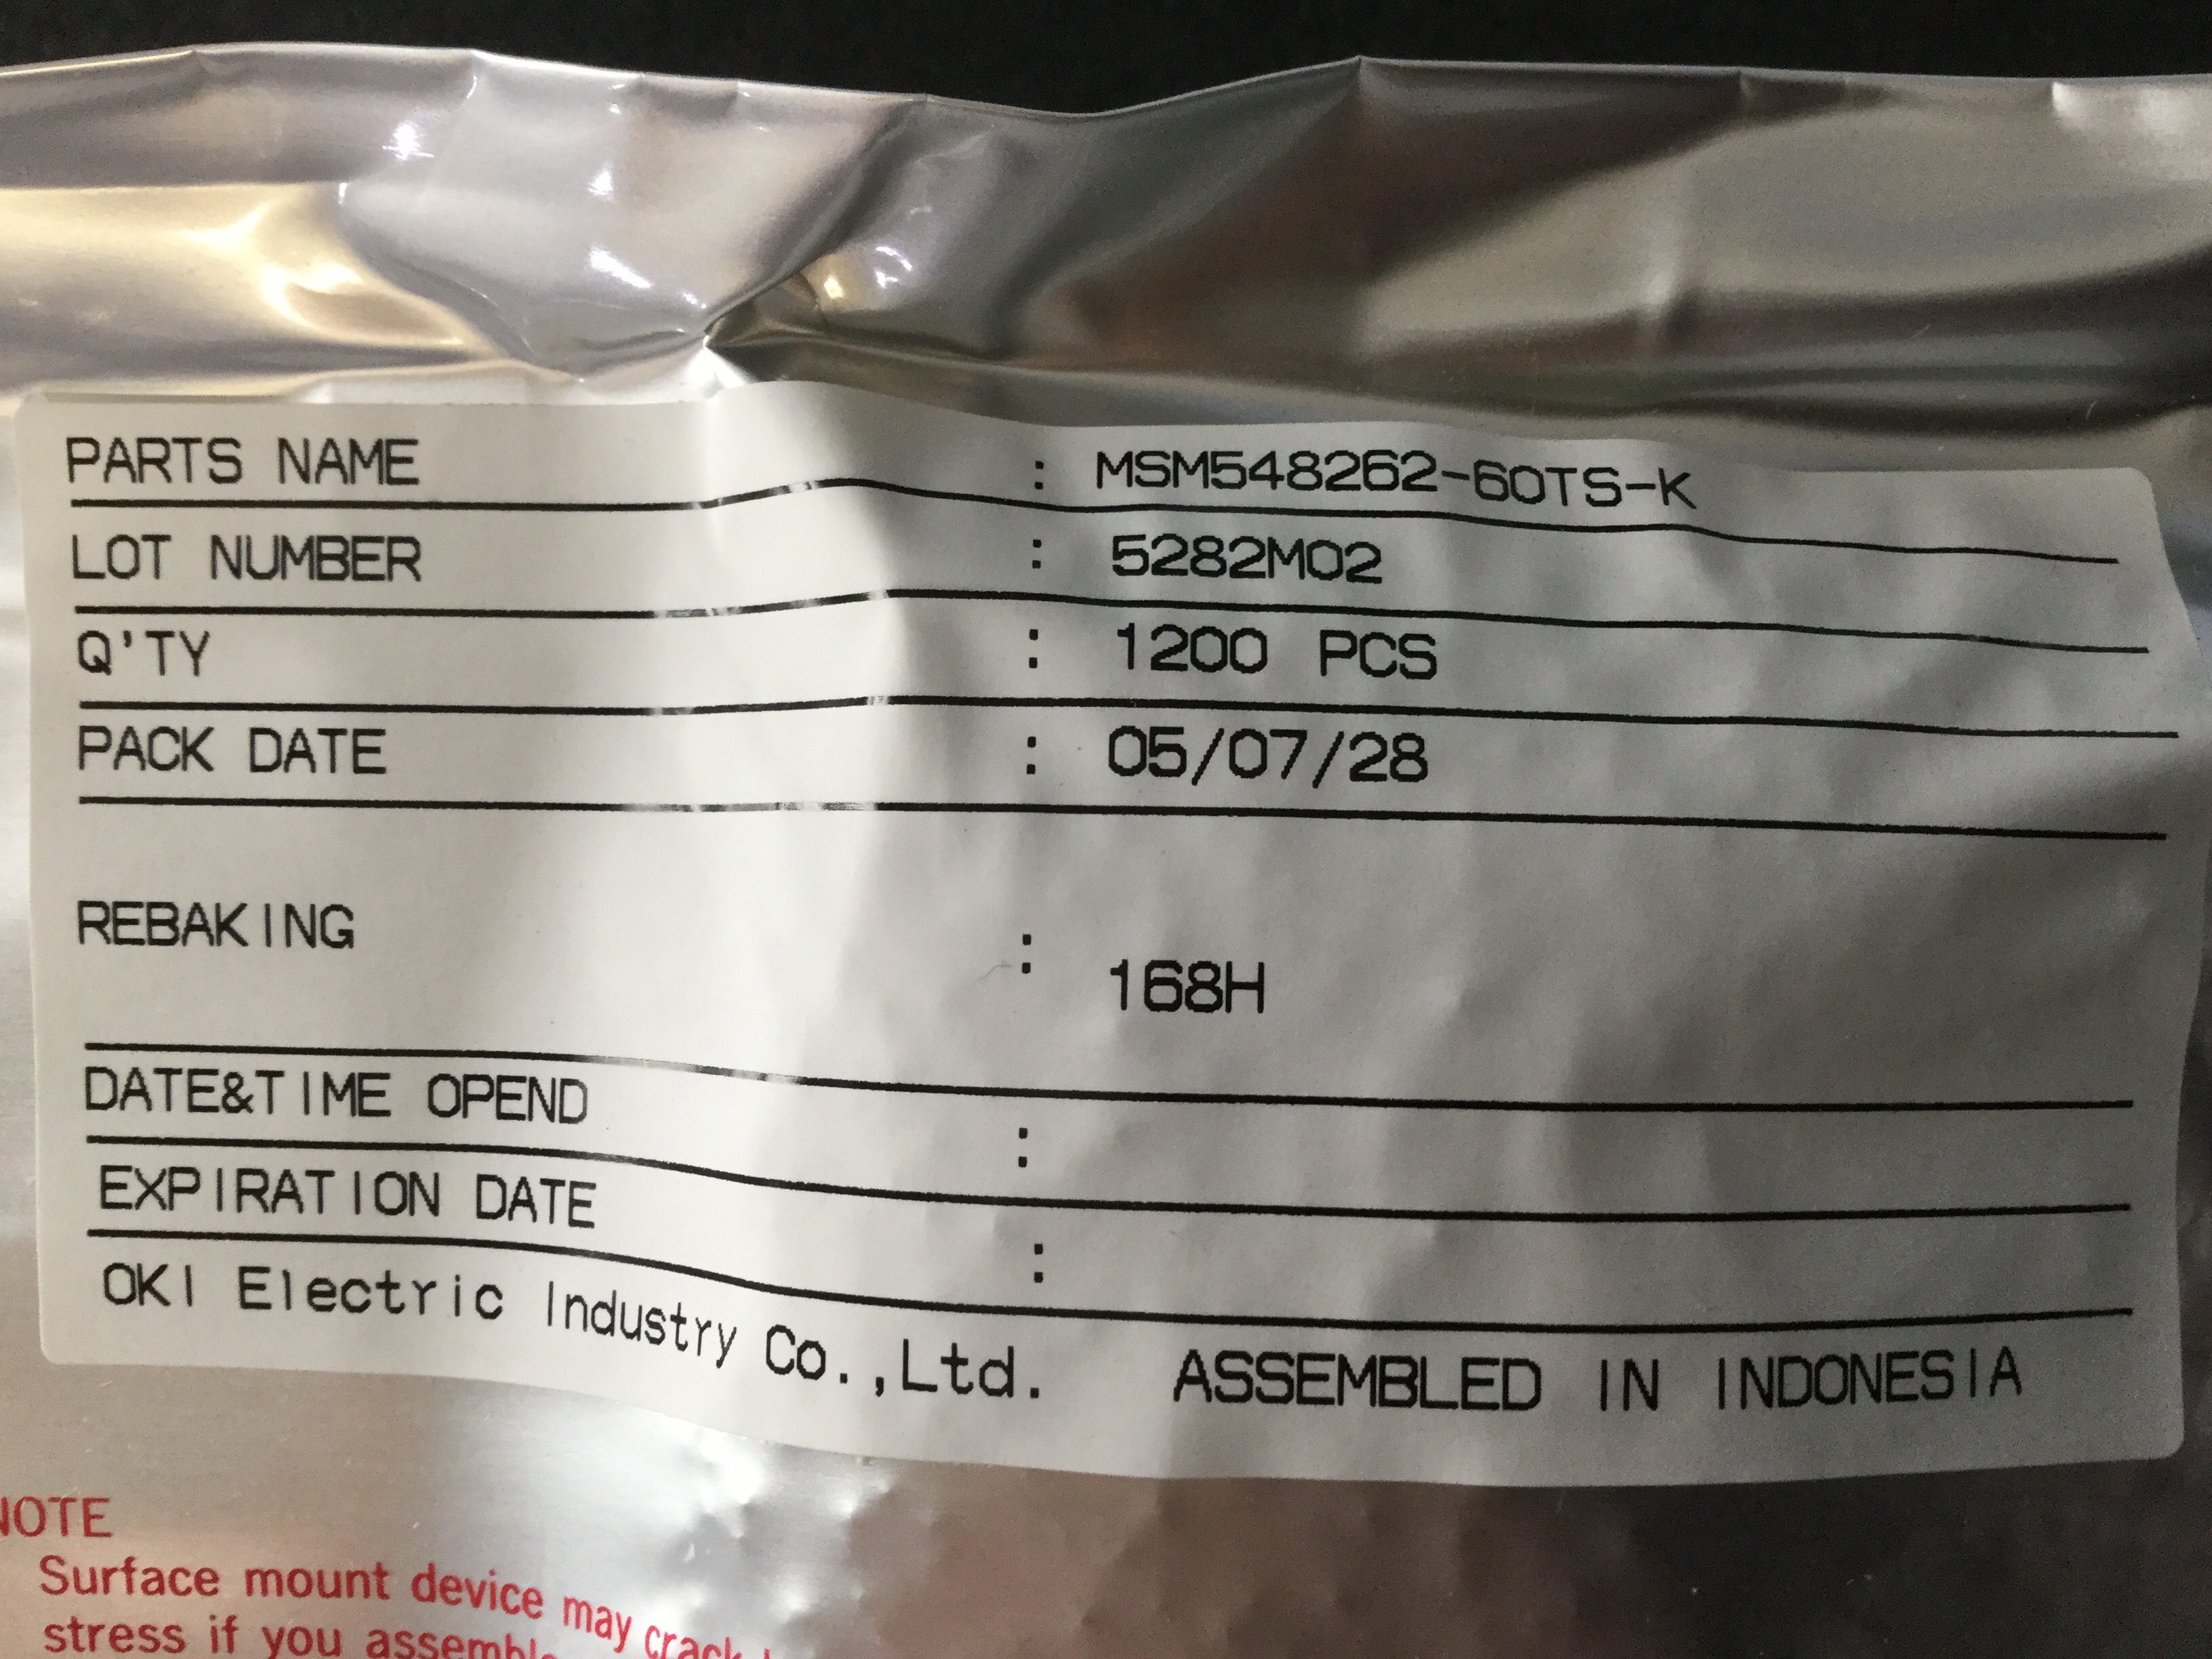 PARTS NAME : MSM548262-60TS-K
LOT NUMBER : 5282M02
Q'TY : 1200 PCS
PACK DATE : 05/07/28
REBAKING : 168H
DATE&TIME OPEND :
EXPIRATION DATE :
OKI Electric Industry Co.,Ltd. ASSEMBLED IN INDONESIA
NOTE
Surface mount device may crack
stress if you assemble